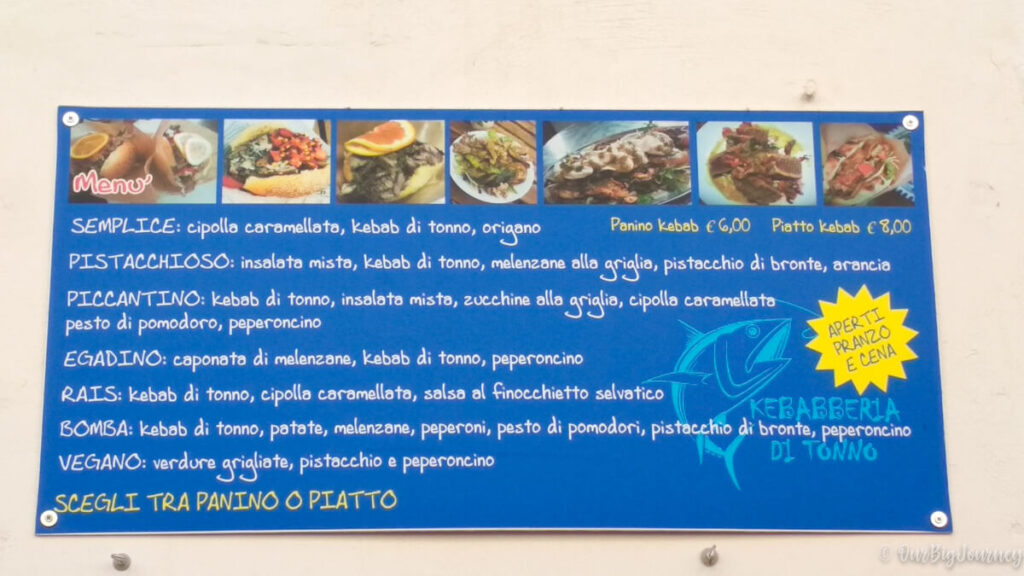 Menu'
SEMPLICE: cipolla caramellata, kebab di tonno, origano
Panino kebab € 6,00 Piatto kebab € 8,00
PISTACCHIOSO: insalata mista, kebab di tonno, melenzane alla griglia, pistacchio di bronte, arancia
PICCANTINO: kebab di tonno, insalata mista, zucchine alla griglia, cipolla caramellata
pesto di pomodoro, peperoncino
APERTI
PRANZO
E CENA
EGADINO: caponata di melenzane, kebab di tonno, peperoncino
RAIS: kebab di tonno, cipolla caramellata, salsa al finocchietto selvatico
KEBABBERIA
DI TONNO
BOMBA: kebab di tonno, patate, melenzane, peperoni, pesto di pomodori, pistacchio di bronte, peperoncino
VEGANO: verdure grigliate, pistacchio e peperoncino
SCEGLI TRA PANINO O PIATTO
© OurBigJourney